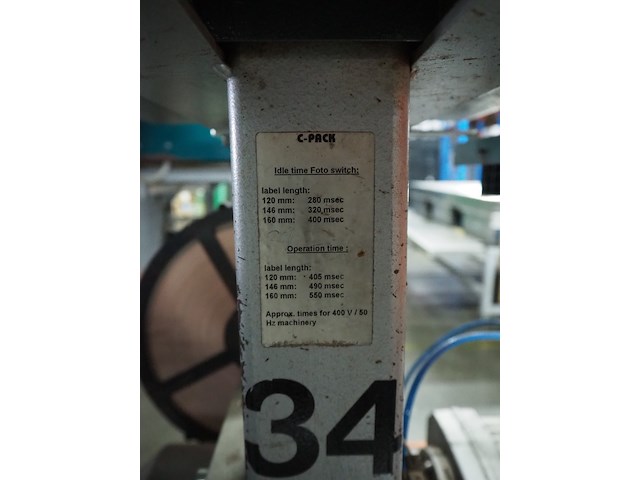 C-PACK
Idle time Foto switch:
label length:
120 mm: 280 msec
146 mm: 320 msec
160 mm: 400 msec
Operation time :
label length:
120 mm: 405 msec
146 mm: 490 msec
160 mm: 550 msec
Approx. times for 400 V / 50
Hz machinery
34